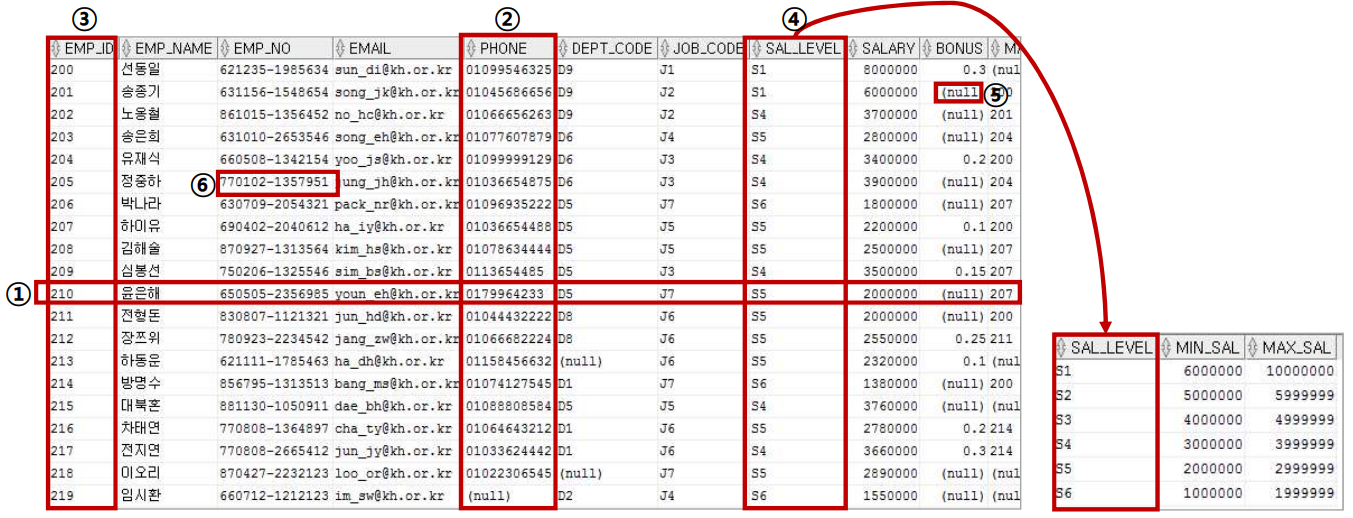 ③ ② ④
EMP_ID EMP_NAME EMP_NO EMAIL PHONE DEPT_CODE JOB_CODE SAL_LEVEL SALARY BONUS MA
200 선동일 621235-1985634 sun_di@kh.or.kr 01099546325 D9 J1 S1 8000000 0.3 (nul
201 송종기 631156-1548654 song_jk@kh.or.kr 01045686656 D9 J2 S1 6000000 (null ⑤ 00
202 노옹철 861015-1356452 no_hc@kh.or.kr 01066656263 D9 J2 S4 3700000 (null) 201
203 송은희 631010-2653546 song_eh@kh.or.kr 01077607879 D6 J4 S5 2800000 (null) 204
204 유재식 660508-1342154 yoo_js@kh.or.kr 01099999129 D6 J3 S4 3400000 0.2 200
205 정중하 ⑥ 770102-1357951 jung_jh@kh.or.kr 01036654875 D6 J3 S4 3900000 (null) 204
206 박나라 630709-2054321 pack_nr@kh.or.kr 01096935222 D5 J7 S6 1800000 (null) 207
207 하이유 690402-2040612 ha_iy@kh.or.kr 01036654488 D5 J5 S5 2200000 0.1 200
208 김해술 870927-1313564 kim_hs@kh.or.kr 01078634444 D5 J5 S5 2500000 (null) 207
209 심봉선 750206-1325546 sim_bs@kh.or.kr 0113654485 D5 J3 S4 3500000 0.15 207
① 210 윤은해 650505-2356985 youn_eh@kh.or.kr 0179964233 D5 J7 S5 2000000 (null) 207
211 전형돈 830807-1121321 jun_hd@kh.or.kr 01044432222 D8 J6 S5 2000000 (null) 200
212 장쯔위 780923-2234542 jang_zw@kh.or.kr 01066682224 D8 J6 S5 2550000 0.25 211
213 하동운 621111-1785463 ha_dh@kh.or.kr 01158456632 (null) J6 S5 2320000 0.1 (nul
214 방명수 856795-1313513 bang_ms@kh.or.kr 01074127545 D1 J7 S6 1380000 (null) 200
215 대북혼 881130-1050911 dae_bh@kh.or.kr 01088808584 D5 J5 S4 3760000 (null) (nul
216 차태연 770808-1364897 cha_ty@kh.or.kr 01064643212 D1 J6 S5 2780000 0.2 214
217 전지연 770808-2665412 jun_jy@kh.or.kr 01033624442 D1 J6 S4 3660000 0.3 214
218 이오리 870427-2232123 loo_or@kh.or.kr 01022306545 (null) J7 S5 2890000 (null) (nul
219 임시환 660712-1212123 im_sw@kh.or.kr (null) D2 J4 S6 1550000 (null) (nul
SAL_LEVEL MIN_SAL MAX_SAL
S1 6000000 10000000
S2 5000000 5999999
S3 4000000 4999999
S4 3000000 3999999
S5 2000000 2999999
S6 1000000 1999999